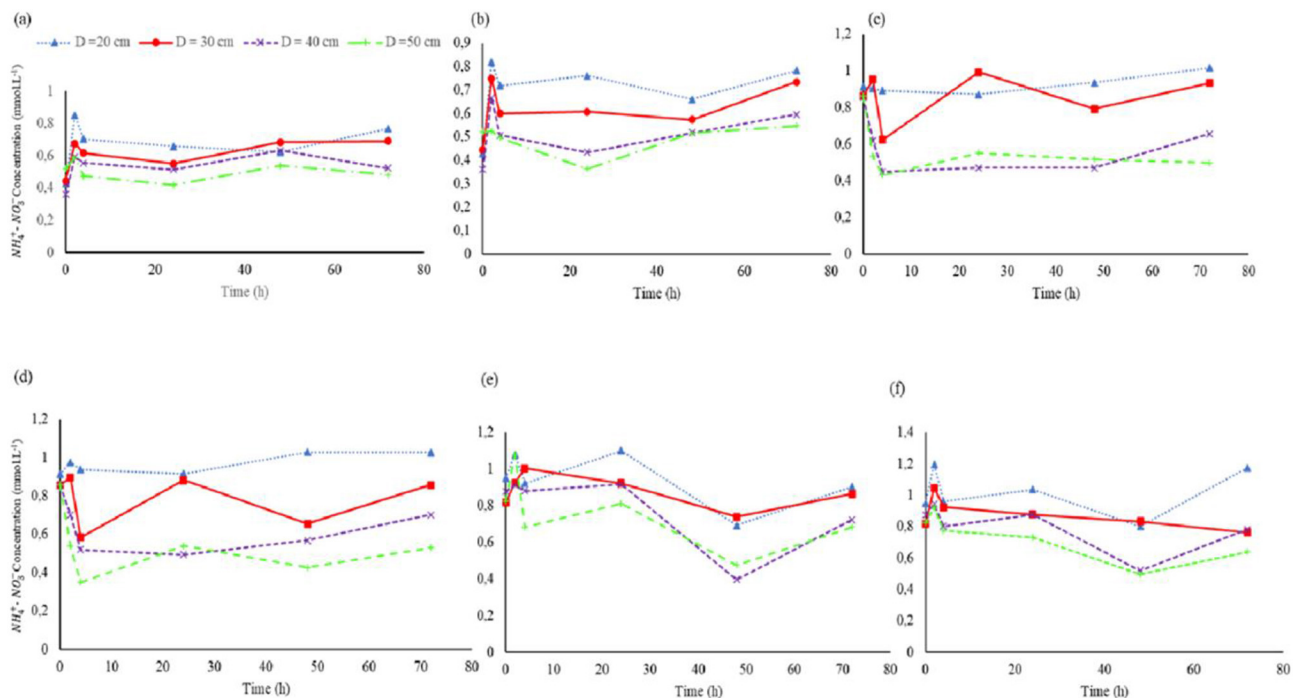 (a)
(b)
(c)
D =20 cm D = 30 cm D = 40 cm D =50 cm
NH₄⁺- NO₃⁻ Concentration (mmol.L⁻¹)
1
0,8
0,6
0,4
0,2
0
0 20 40 60 80
Time (h)
0,9
0,8
0,7
0,6
0,5
0,4
0,3
0,2
0,1
0
0 20 40 60 80
Time (h)
1,2
1
0,8
0,6
0,4
0,2
0
0 10 20 30 40 50 60 70 80
Time (h)
(d)
(e)
(f)
NH₄⁺- NO₃⁻ Concentration (mmol.L⁻¹)
1,2
1
0,8
0,6
0,4
0,2
0
0 10 20 30 40 50 60 70 80
Time (h)
1,2
1
0,8
0,6
0,4
0,2
0
0 10 20 30 40 50 60 70 80
Time (h)
1,4
1,2
1
0,8
0,6
0,4
0,2
0
0 20 40 60 80
Time (h)